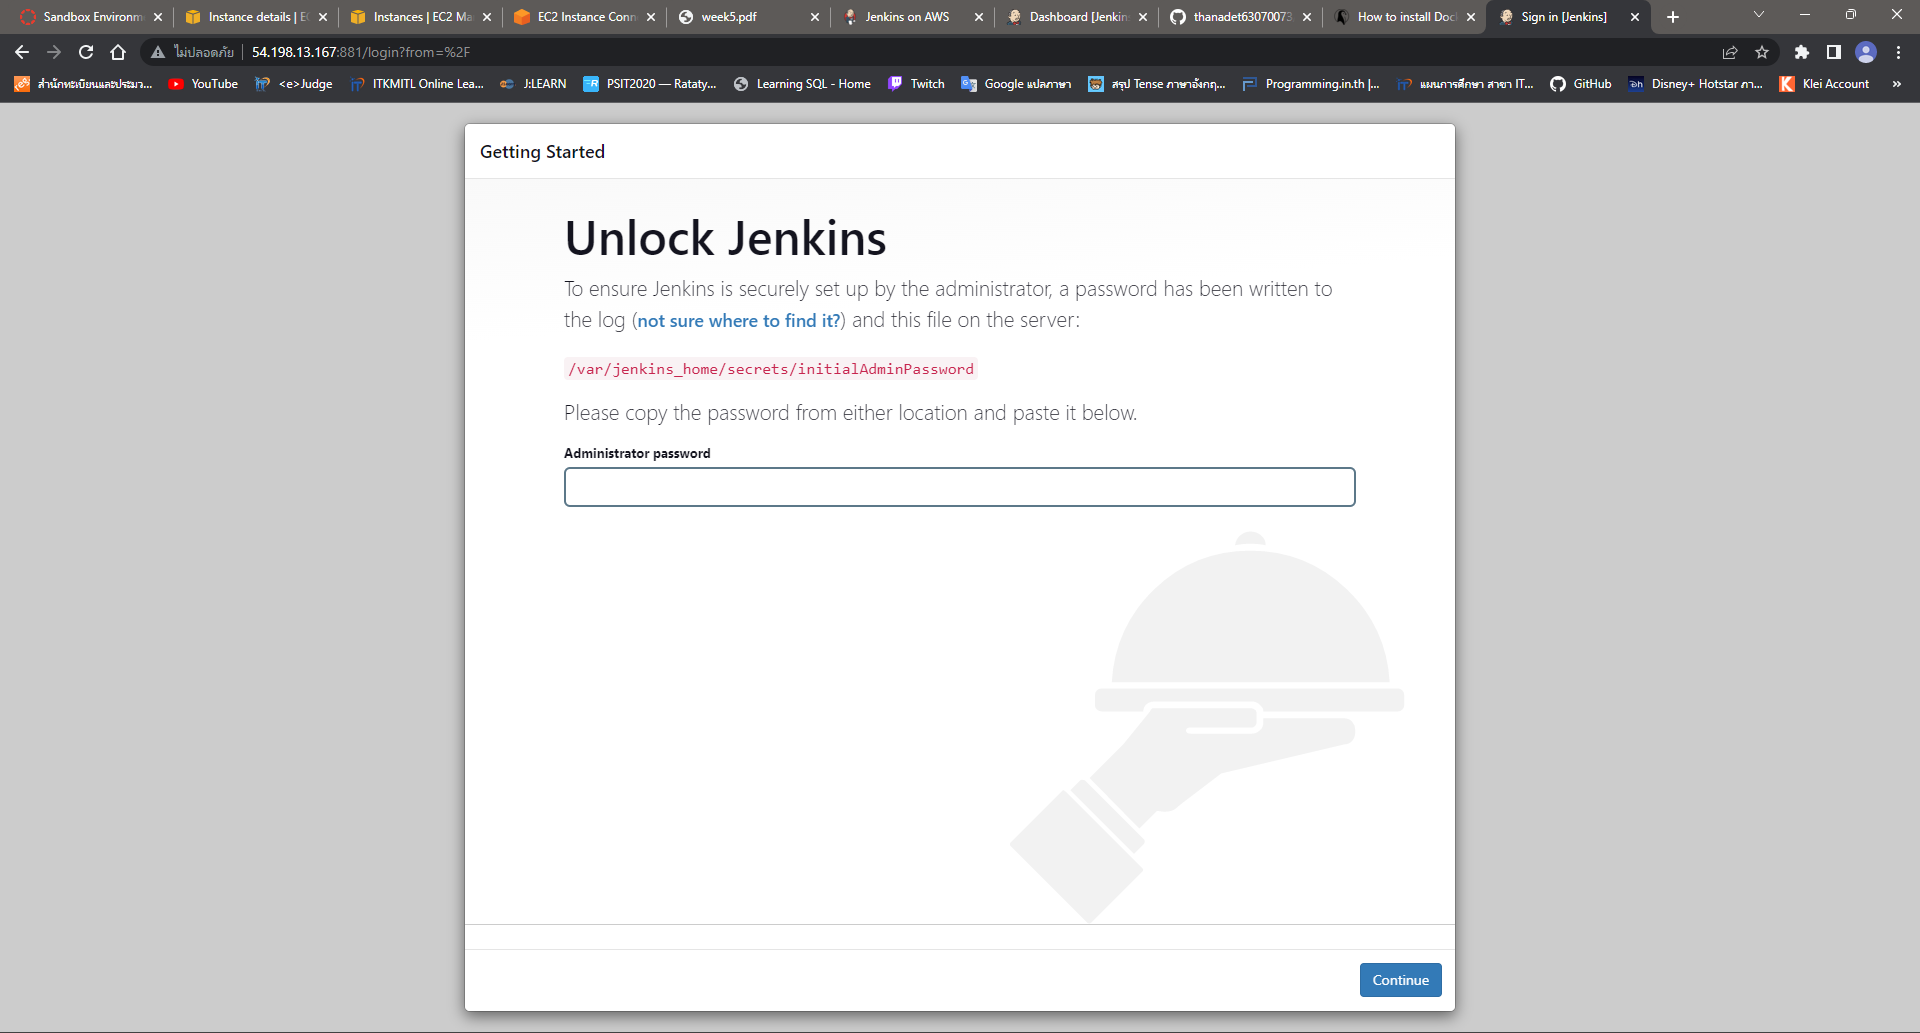 Sandbox Environm
Instance details | EC
Instances | EC2 Ma
EC2 Instance Conn
week5.pdf
Jenkins on AWS
Dashboard [Jenkins
thanadet63070073
How to install Doc
Sign in [Jenkins]
ไม่ปลอดภัย
54.198.13.167:881/login?from=%2F
สำนักทะเบียนและประมว...
YouTube
<e>Judge
ITKMITL Online Lea...
J:LEARN
PSIT2020 — Rataty...
Learning SQL - Home
Twitch
Google แปลภาษา
สรุป Tense ภาษาอังกฤ...
Programming.in.th |...
แผนการศึกษา สาขา IT...
GitHub
Disney+ Hotstar ภา...
Klei Account
»
Getting Started
Unlock Jenkins
To ensure Jenkins is securely set up by the administrator, a password has been written to
the log (not sure where to find it?) and this file on the server:
/var/jenkins_home/secrets/initialAdminPassword
Please copy the password from either location and paste it below.
Administrator password
Continue